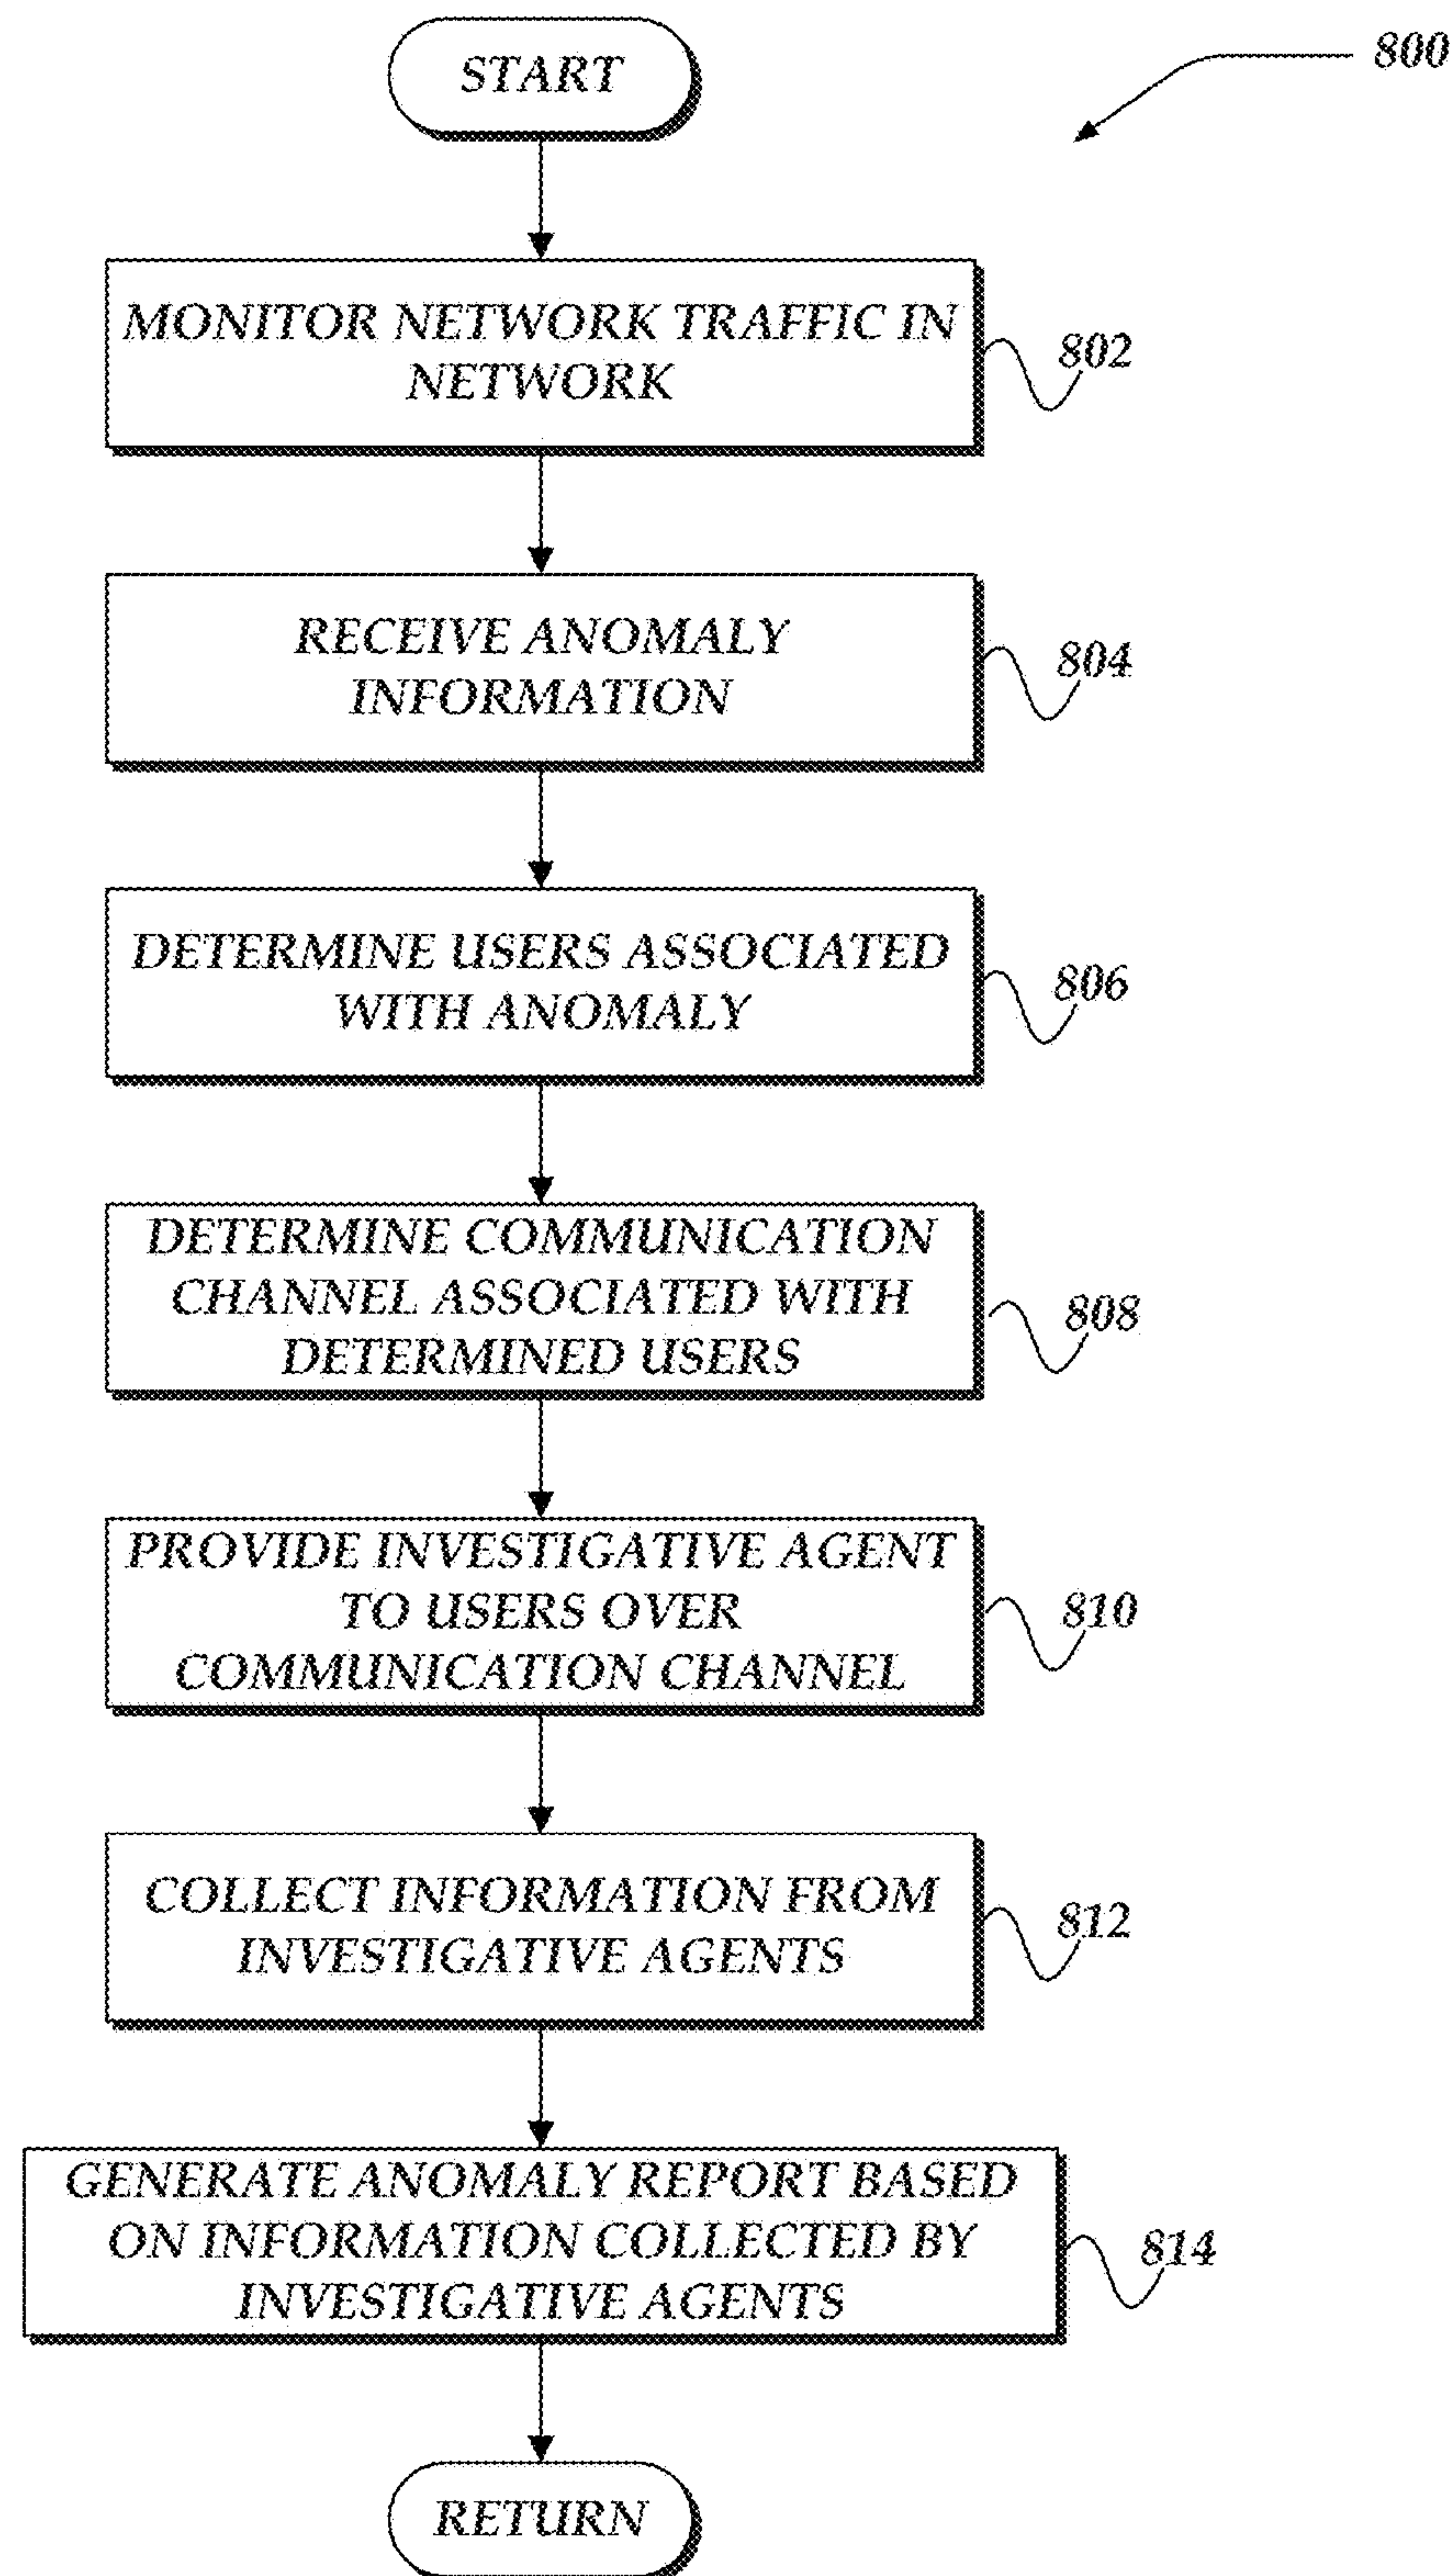 START
800
MONITOR NETWORK TRAFFIC IN
NETWORK
802
RECEIVE ANOMALY
INFORMATION
804
DETERMINE USERS ASSOCIATED
WITH ANOMALY
806
DETERMINE COMMUNICATION
CHANNEL ASSOCIATED WITH
DETERMINED USERS
808
PROVIDE INVESTIGATIVE AGENT
TO USERS OVER
COMMUNICATION CHANNEL
810
COLLECT INFORMATION FROM
INVESTIGATIVE AGENTS
812
GENERATE ANOMALY REPORT BASED
ON INFORMATION COLLECTED BY
INVESTIGATIVE AGENTS
814
RETURN